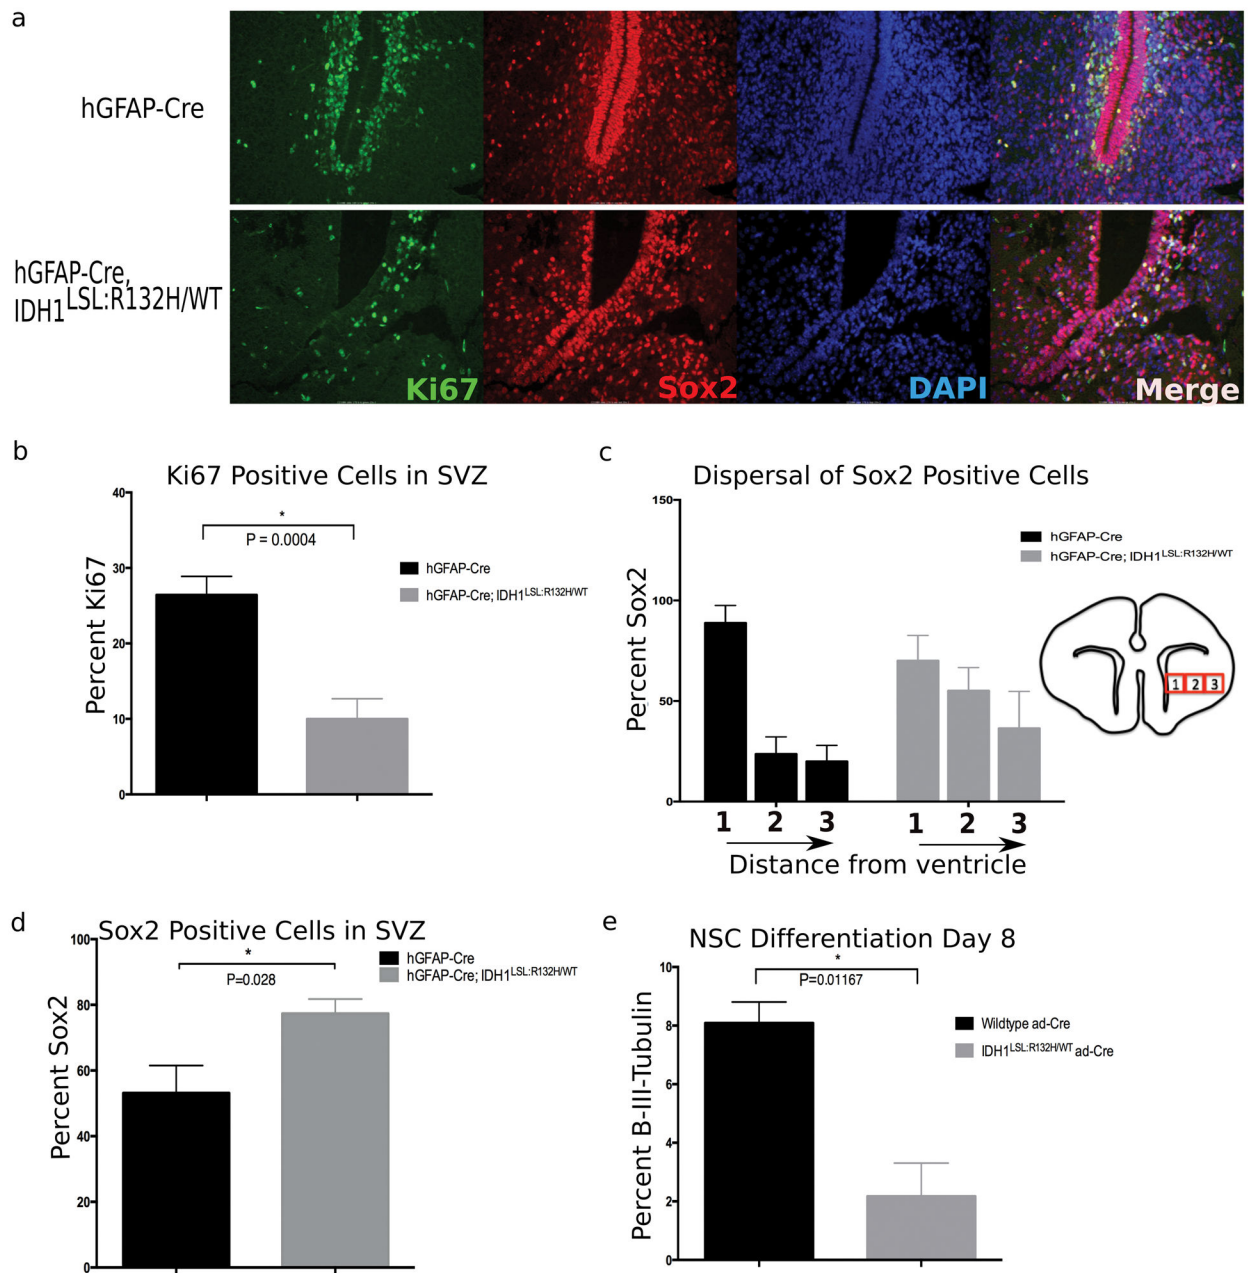 a
hGFAP-Cre
hGFAP-Cre,
IDH1LSL:R132H/WT
Ki67
Sox2
DAPI
Merge
b
Ki67 Positive Cells in SVZ
Percent Ki67
40
30
20
10
0
*
P = 0.0004
hGFAP-Cre
hGFAP-Cre; IDH1LSL:R132H/WT
c
Dispersal of Sox2 Positive Cells
Percent Sox2
150
100
50
0
hGFAP-Cre
hGFAP-Cre; IDH1LSL:R132H/WT
1 2 3
1 2 3
1 2 3
Distance from ventricle
d
Sox2 Positive Cells in SVZ
Percent Sox2
100
80
60
40
20
0
*
P=0.028
hGFAP-Cre
hGFAP-Cre; IDH1LSL:R132H/WT
e
NSC Differentiation Day 8
Percent B-III-Tubulin
10
8
6
4
2
0
*
P=0.01167
Wildtype ad-Cre
IDH1LSL:R132H/WT ad-Cre